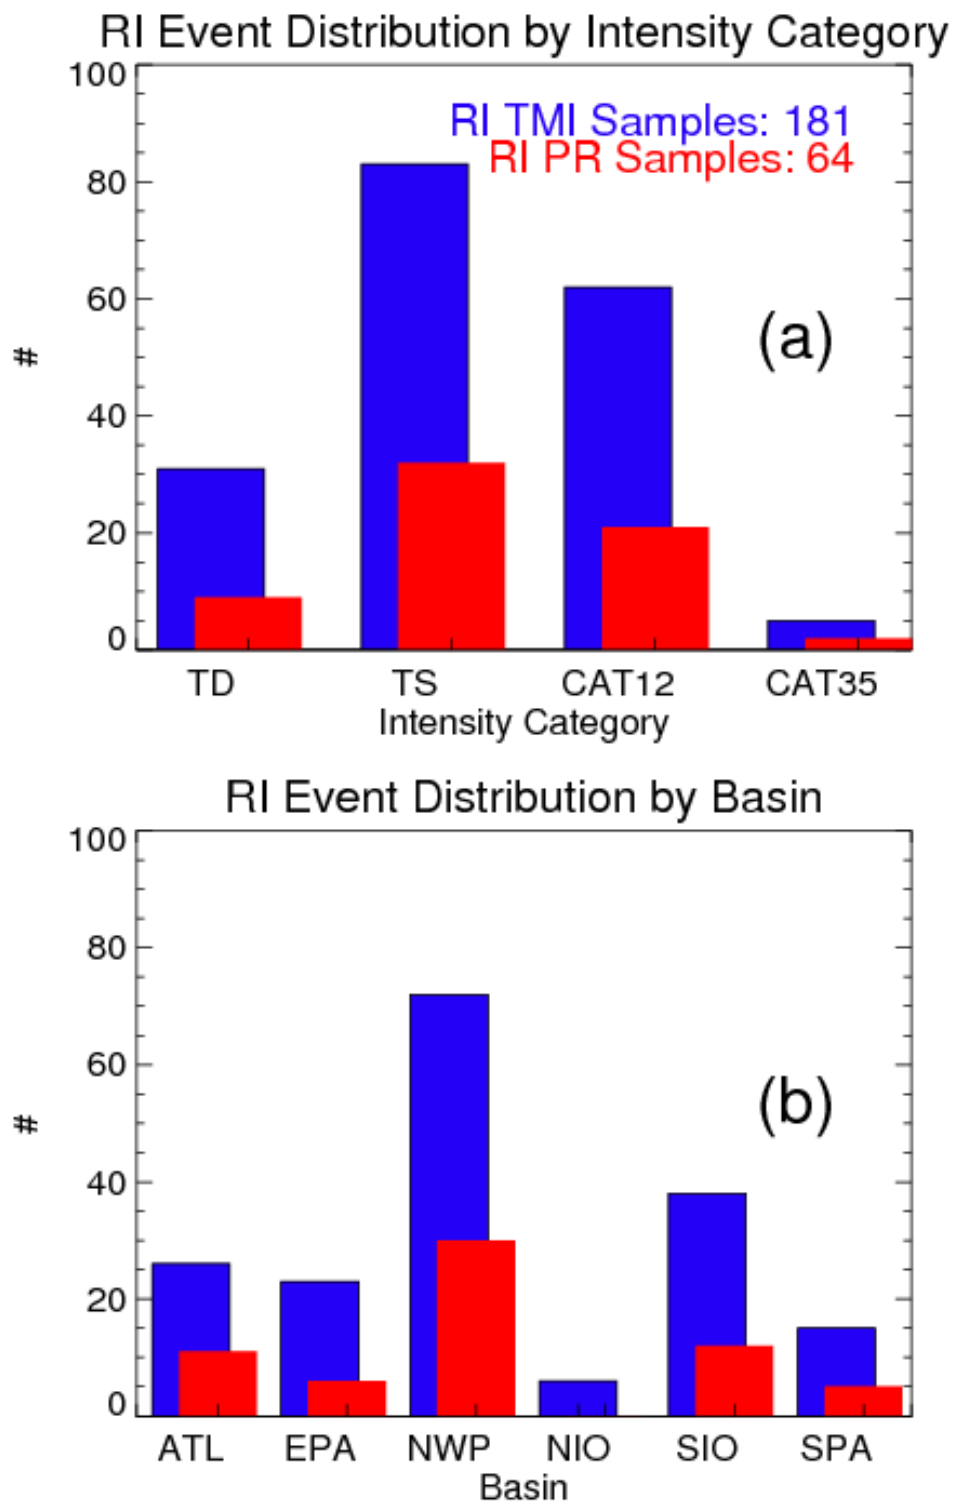 RI Event Distribution by Intensity Category
100
RI TMI Samples: 181
RI PR Samples: 64
80
60
(a)
#
40
20
0
TD TS CAT12 CAT35
Intensity Category
RI Event Distribution by Basin
100
80
60
(b)
#
40
20
0
ATL EPA NWP NIO SIO SPA
Basin